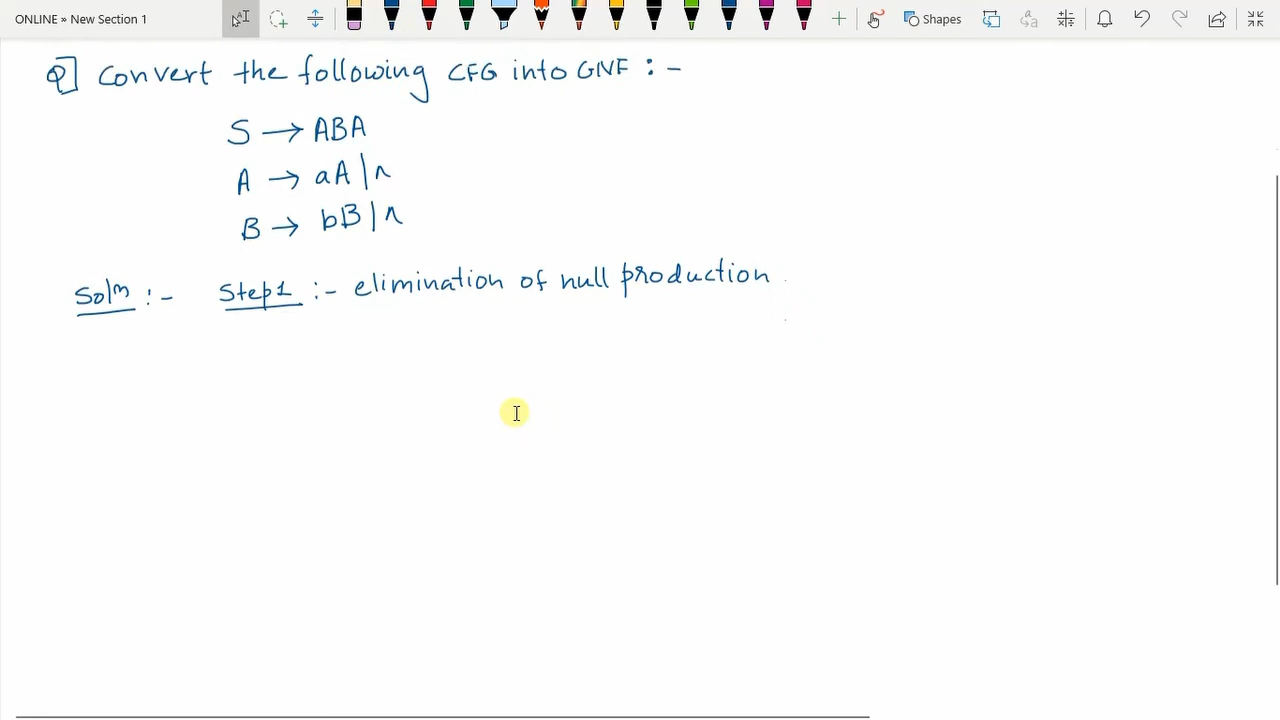 ONLINE » New Section 1
Shapes
Q] Convert the following CFG into GNF :-
S → ABA
A → aA | ʌ
B → bB | ʌ
Solⁿ :- Step1 :- elimination of null production